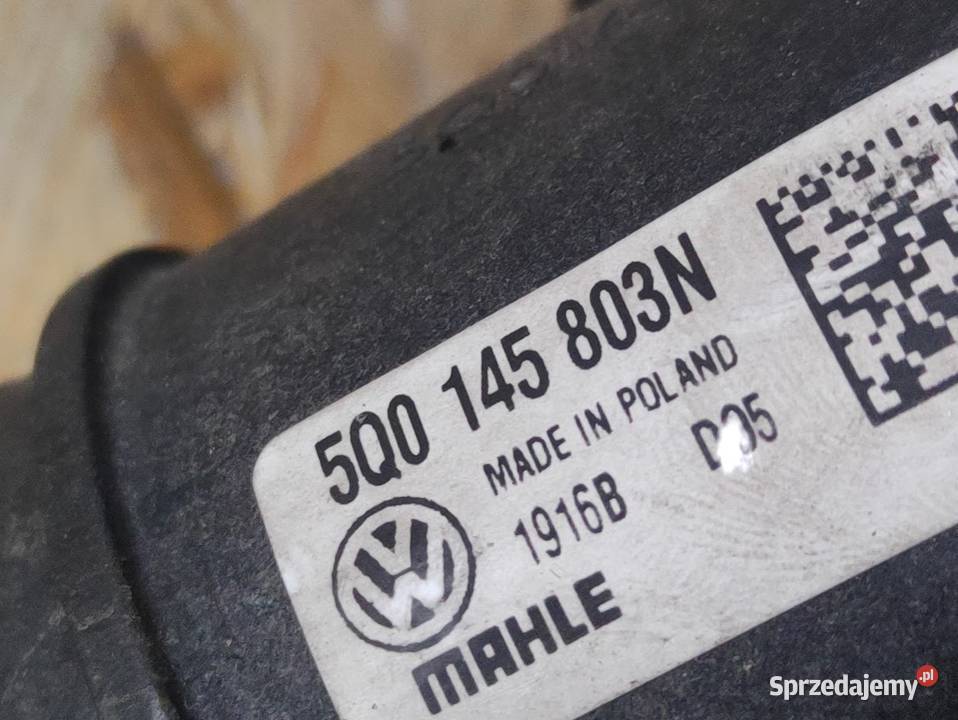 5Q0 145 803N
MADE IN POLAND
1916B
MAHLE
Sprzedajemy.pl